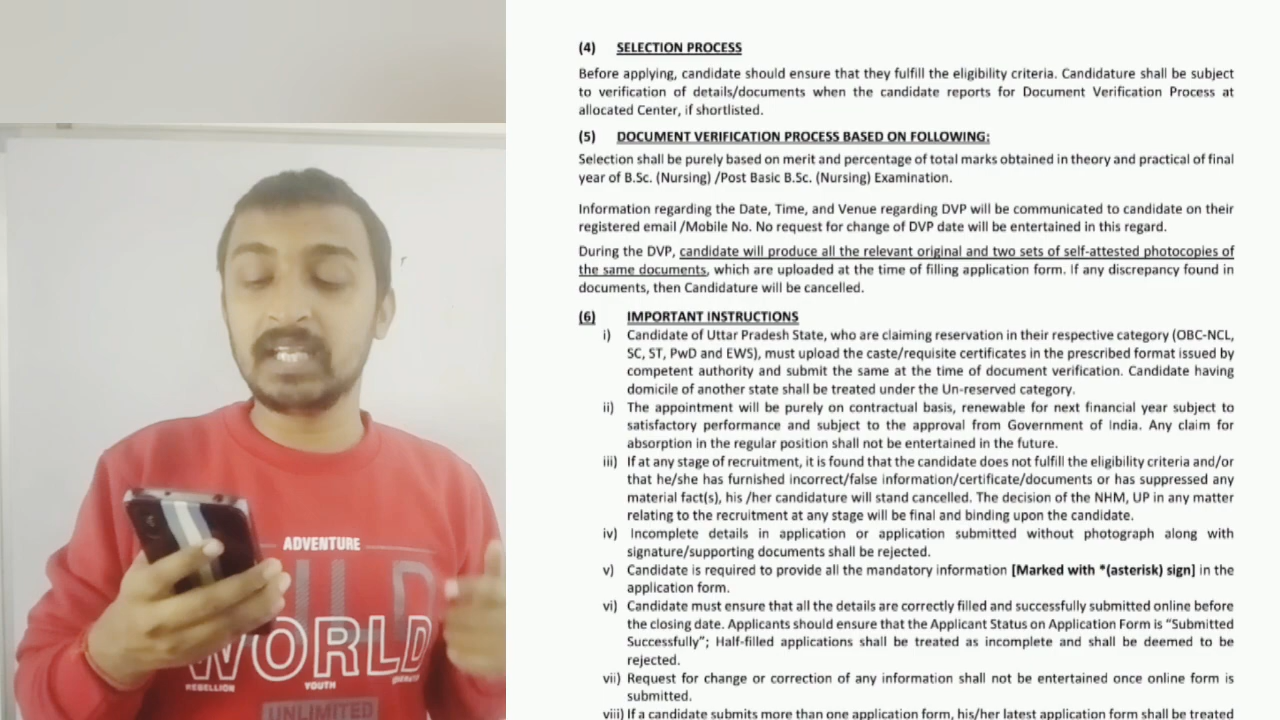 ADVENTURE
WORLD
REBELLION
YOUTH
UNLIMITED
(4) SELECTION PROCESS
Before applying, candidate should ensure that they fulfill the eligibility criteria. Candidature shall be subject
to verification of details/documents when the candidate reports for Document Verification Process at
allocated Center, if shortlisted.
(5) DOCUMENT VERIFICATION PROCESS BASED ON FOLLOWING:
Selection shall be purely based on merit and percentage of total marks obtained in theory and practical of final
year of B.Sc. (Nursing) /Post Basic B.Sc. (Nursing) Examination.
Information regarding the Date, Time, and Venue regarding DVP will be communicated to candidate on their
registered email /Mobile No. No request for change of DVP date will be entertained in this regard.
During the DVP, candidate will produce all the relevant original and two sets of self-attested photocopies of
the same documents, which are uploaded at the time of filling application form. If any discrepancy found in
documents, then Candidature will be cancelled.
(6) IMPORTANT INSTRUCTIONS
i) Candidate of Uttar Pradesh State, who are claiming reservation in their respective category (OBC-NCL,
SC, ST, PwD and EWS), must upload the caste/requisite certificates in the prescribed format issued by
competent authority and submit the same at the time of document verification. Candidate having
domicile of another state shall be treated under the Un-reserved category.
ii) The appointment will be purely on contractual basis, renewable for next financial year subject to
satisfactory performance and subject to the approval from Government of India. Any claim for
absorption in the regular position shall not be entertained in the future.
iii) If at any stage of recruitment, it is found that the candidate does not fulfill the eligibility criteria and/or
that he/she has furnished incorrect/false information/certificate/documents or has suppressed any
material fact(s), his /her candidature will stand cancelled. The decision of the NHM, UP in any matter
relating to the recruitment at any stage will be final and binding upon the candidate.
iv) Incomplete details in application or application submitted without photograph along with
signature/supporting documents shall be rejected.
v) Candidate is required to provide all the mandatory information [Marked with *(asterisk) sign] in the
application form.
vi) Candidate must ensure that all the details are correctly filled and successfully submitted online before
the closing date. Applicants should ensure that the Applicant Status on Application Form is “Submitted
Successfully”; Half-filled applications shall be treated as incomplete and shall be deemed to be
rejected.
vii) Request for change or correction of any information shall not be entertained once online form is
submitted.
viii) If a candidate submits more than one application form, his/her latest application form shall be treated